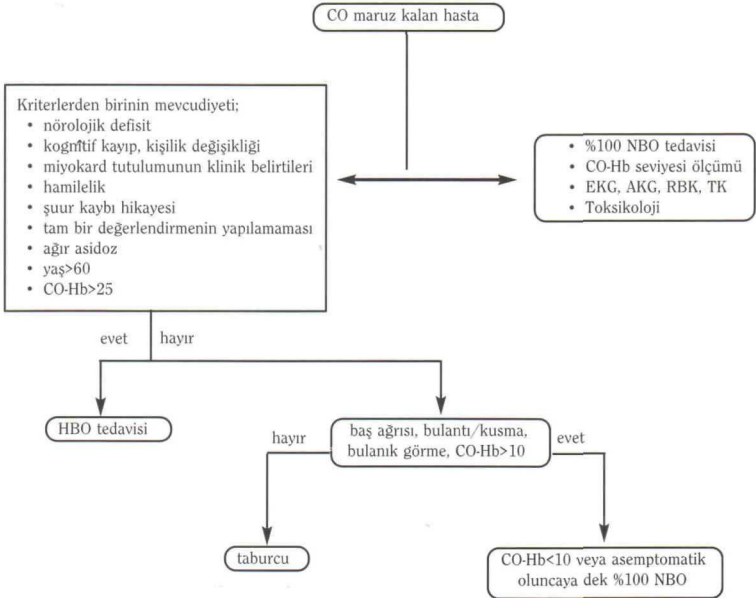 CO maruz kalan hasta
Kriterlerden birinin mevcudiyeti;
• nörolojik defisit
• kognitif kayıp, kişilik değişikliği
• miyokard tutulumunun klinik belirtileri
• hamilelik
• şuur kaybı hikayesi
• tam bir değerlendirmenin yapılamaması
• ağır asidoz
• yaş>60
• CO-Hb>25
• %100 NBO tedavisi
• CO-Hb seviyesi ölçümü
• EKG, AKG, RBK, TK
• Toksikoloji
evet
hayır
HBO tedavisi
hayır
baş ağrısı, bulantı/kusma,
bulanık görme, CO-Hb>10
evet
taburcu
CO-Hb<10 veya asemptomatik
oluncaya dek %100 NBO